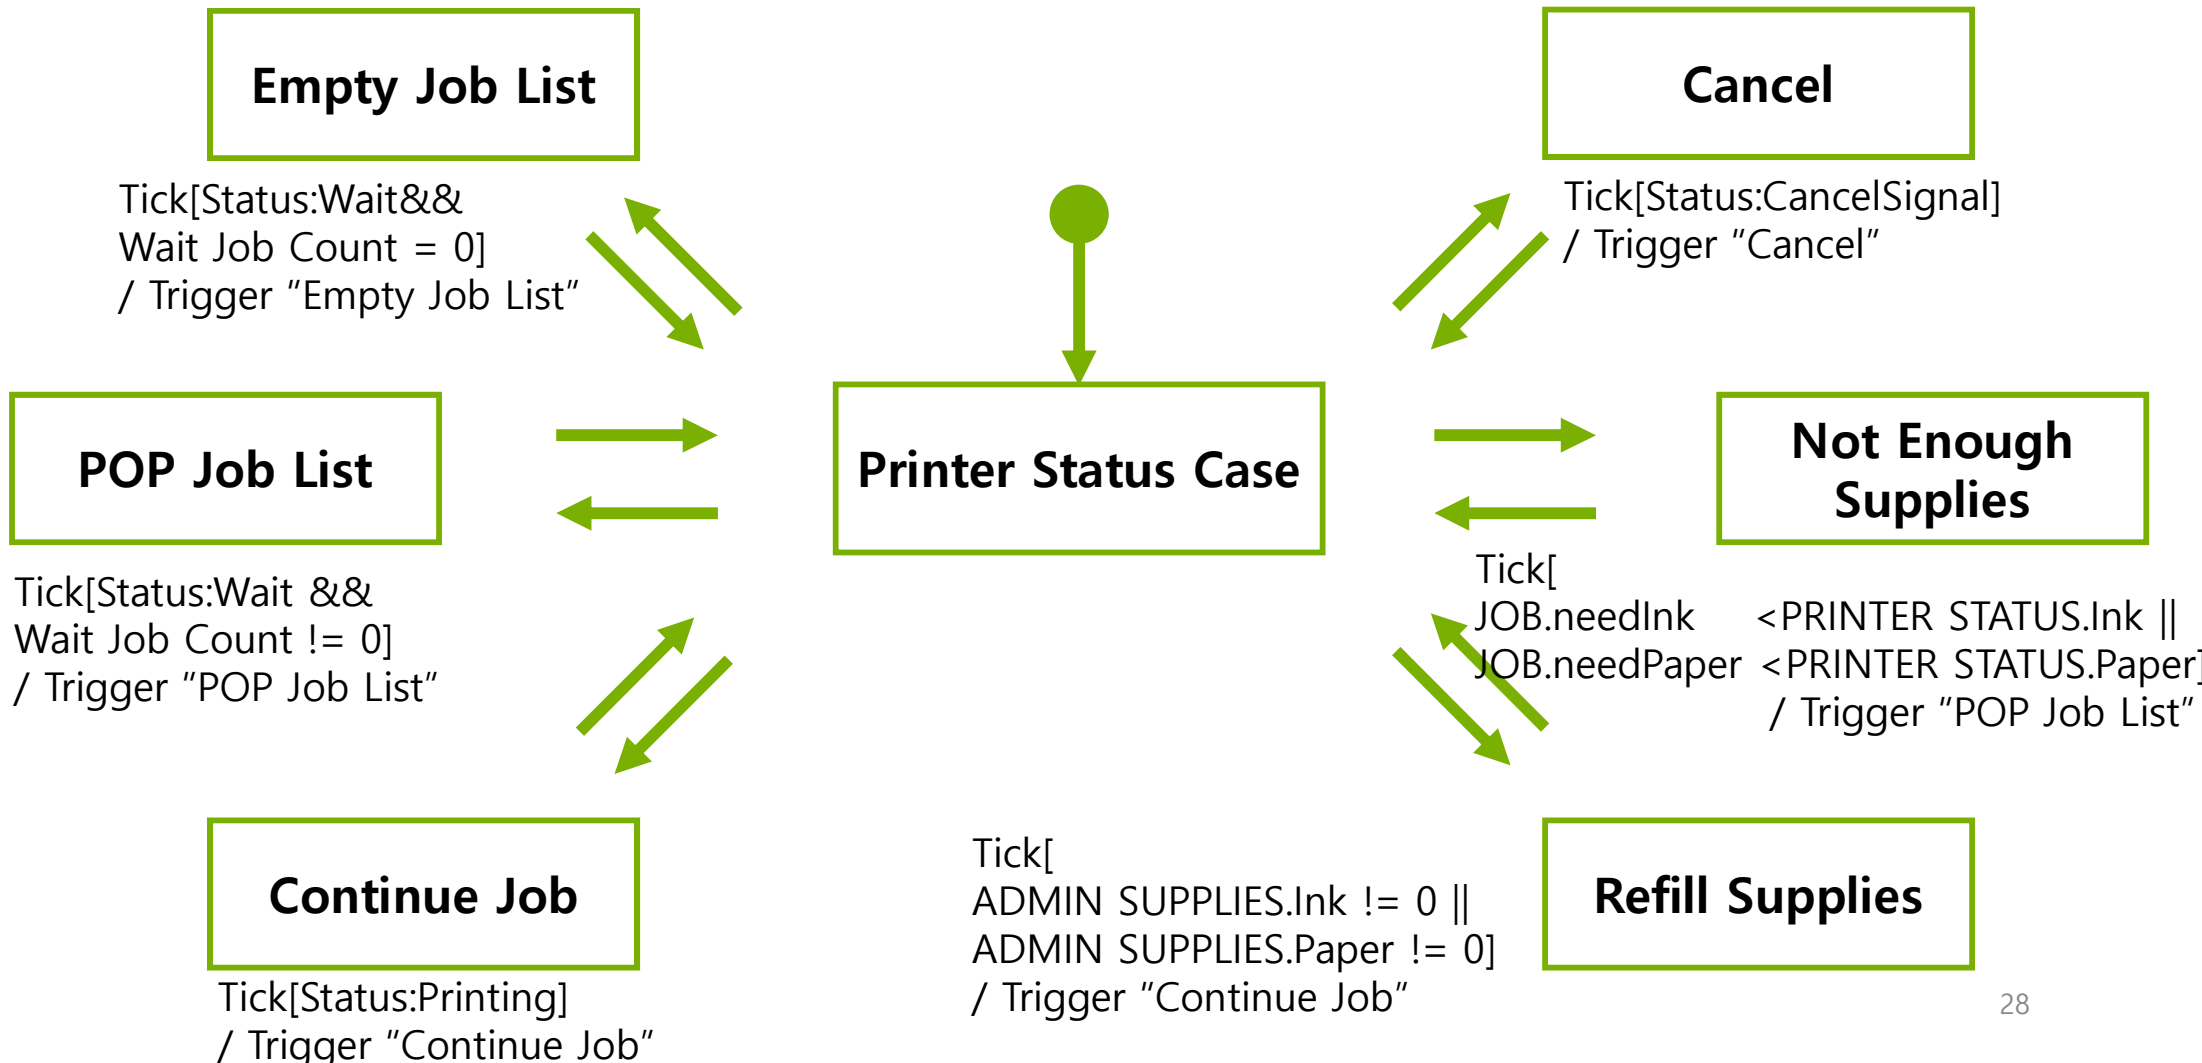 Empty Job List
Tick[Status:Wait&&
Wait Job Count = 0]
/ Trigger "Empty Job List"
Cancel
Tick[Status:CancelSignal]
/ Trigger "Cancel"
POP Job List
Tick[Status:Wait &&
Wait Job Count != 0]
/ Trigger "POP Job List"
Printer Status Case
Not Enough
Supplies
Tick[
JOB.needInk <PRINTER STATUS.Ink ||
JOB.needPaper <PRINTER STATUS.Paper]
/ Trigger "POP Job List"
Continue Job
Tick[Status:Printing]
/ Trigger "Continue Job"
Tick[
ADMIN SUPPLIES.Ink != 0 ||
ADMIN SUPPLIES.Paper != 0]
/ Trigger "Continue Job"
Refill Supplies
28